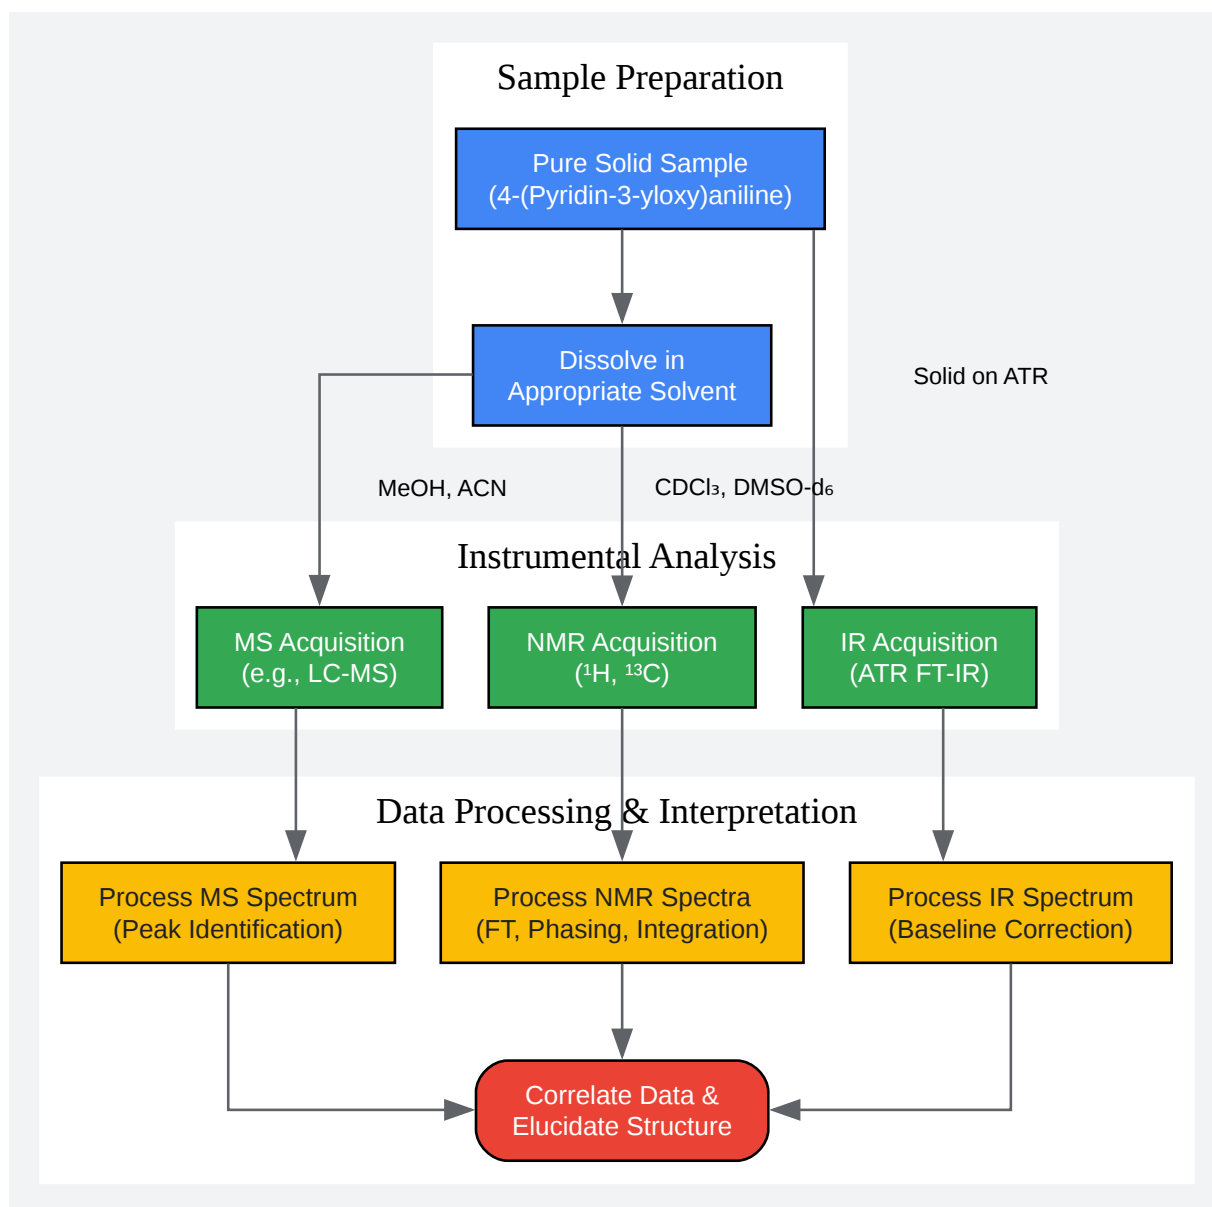 Sample Preparation
Pure Solid Sample
(4-(Pyridin-3-yloxy)aniline)
Dissolve in
Appropriate Solvent
Solid on ATR
MeOH, ACN
CDCl₃, DMSO-d₆
Instrumental Analysis
MS Acquisition
(e.g., LC-MS)
NMR Acquisition
(¹H, ¹³C)
IR Acquisition
(ATR FT-IR)
Data Processing & Interpretation
Process MS Spectrum
(Peak Identification)
Process NMR Spectra
(FT, Phasing, Integration)
Process IR Spectrum
(Baseline Correction)
Correlate Data &
Elucidate Structure